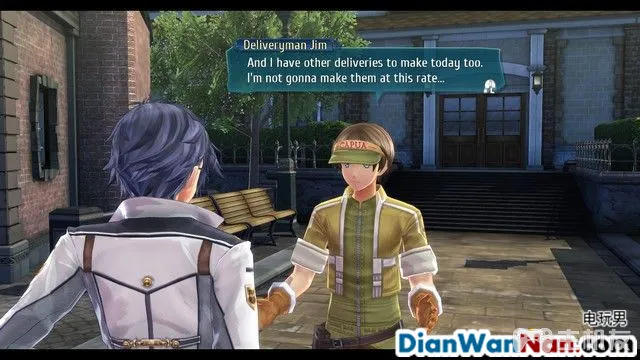 Deliveryman Jim
And I have other deliveries to make today too.
I'm not gonna make them at this rate...
CAPUA
电玩男
DianWanNan.com